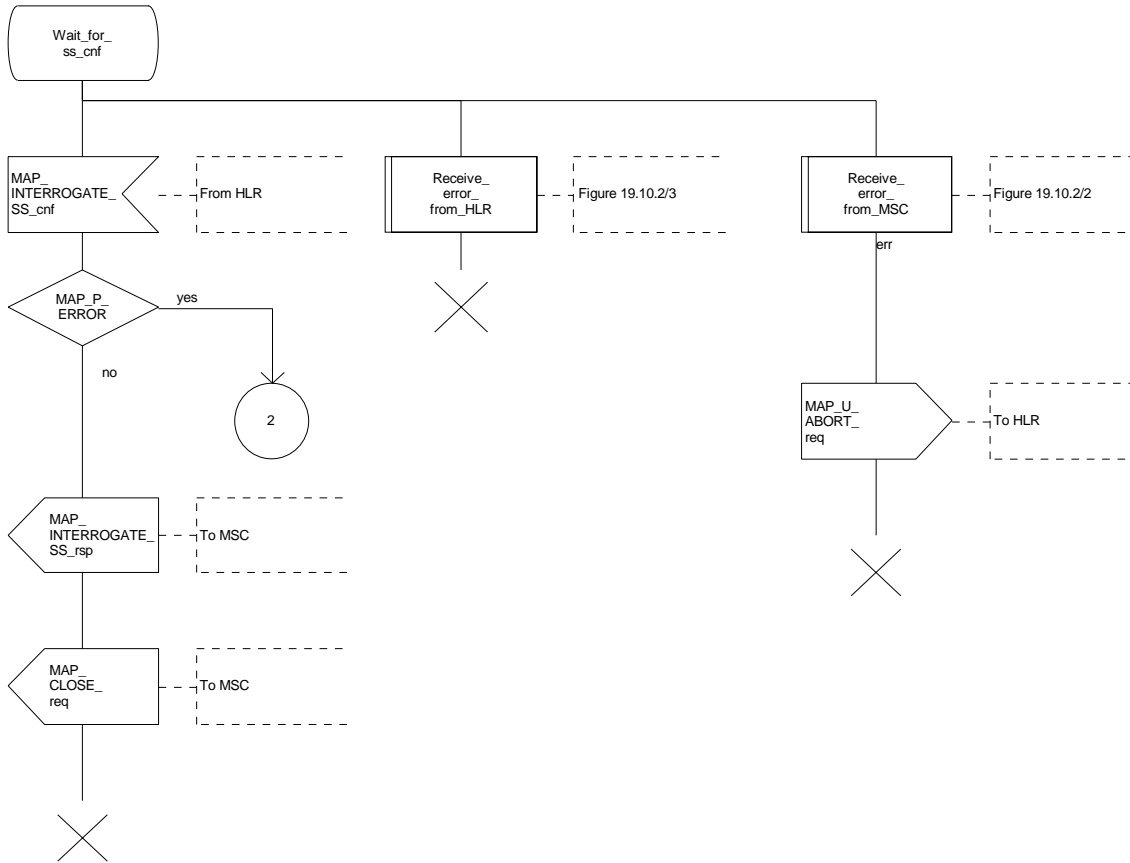 Wait_for_
ss_cnf
MAP_
INTERROGATE_
SS_cnf
From HLR
Receive_
error_
from_HLR
Figure 19.10.2/3
Receive_
error_
from_MSC
Figure 19.10.2/2
err
MAP_P_
ERROR
yes
no
2
MAP_U_
ABORT_
req
To HLR
MAP_
INTERROGATE_
SS_rsp
To MSC
MAP_
CLOSE_
req
To MSC